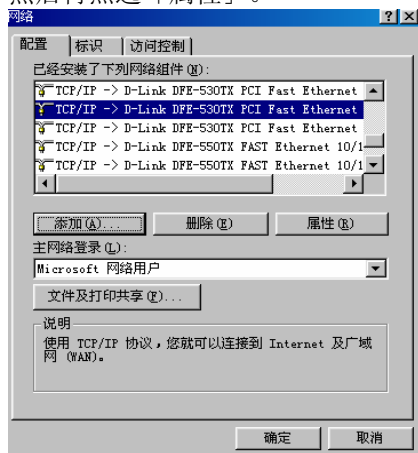 网络
配置 标识 访问控制
已经安装了下列网络组件(N):
TCP/IP -> D-Link DFE-530TX PCI Fast Ethernet
TCP/IP -> D-Link DFE-530TX PCI Fast Ethernet
TCP/IP -> D-Link DFE-530TX PCI Fast Ethernet
TCP/IP -> D-Link DFE-550TX FAST Ethernet 10/1
TCP/IP -> D-Link DFE-550TX FAST Ethernet 10/1
添加(A)... 删除(E) 属性(R)
主网络登录(L):
Microsoft 网络用户
文件及打印共享(F)...
说明
使用 TCP/IP 协议，您就可以连接到 Internet 及广域
网 (WAN)。
确定 取消